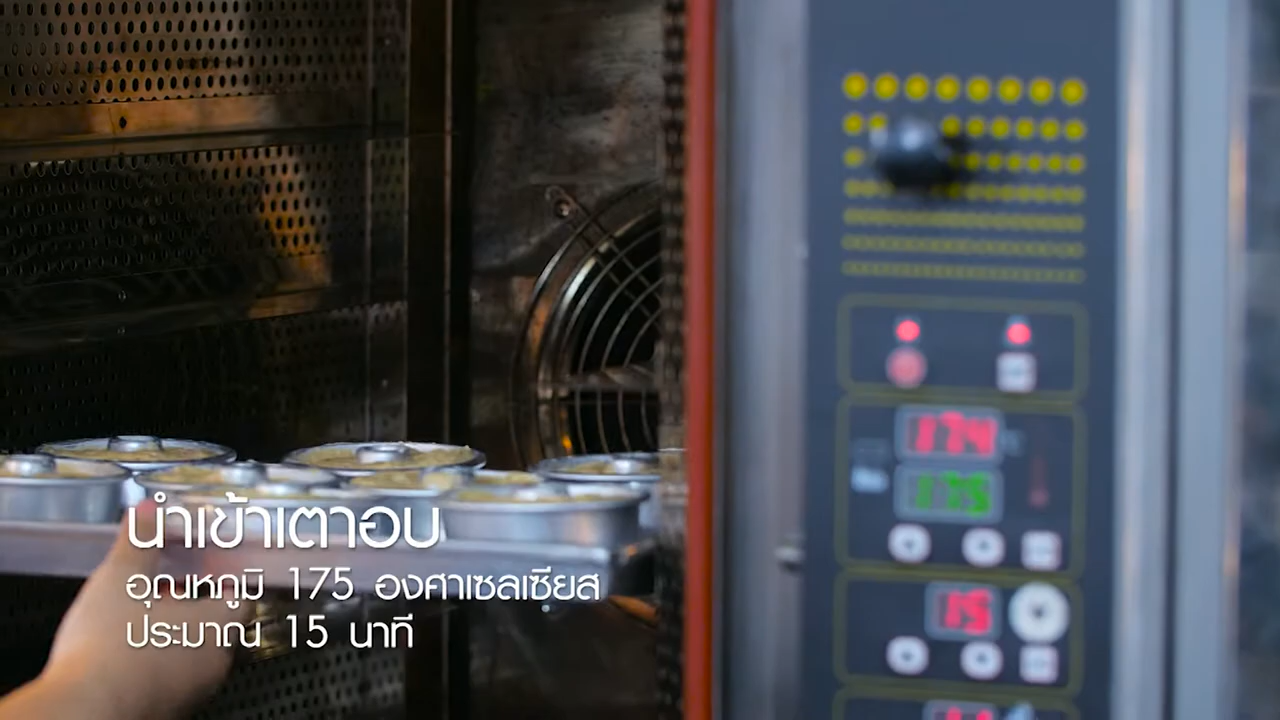 นำเข้าเตาอบ
อุณหภูมิ 175 องศาเซลเซียส
ประมาณ 15 นาที
174
175
15